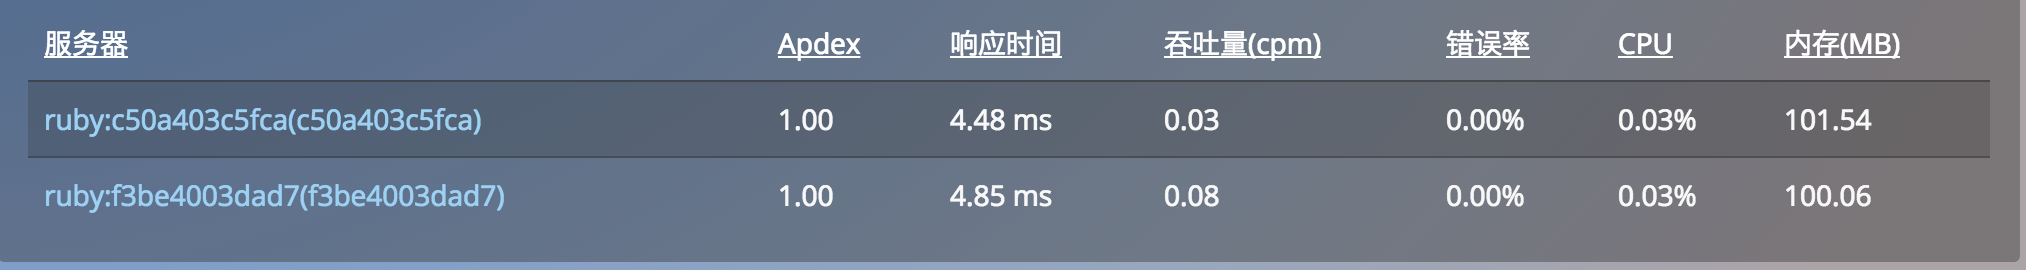 服务器 Apdex 响应时间 吞吐量(cpm) 错误率 CPU 内存(MB)
ruby:c50a403c5fca(c50a403c5fca) 1.00 4.48 ms 0.03 0.00% 0.03% 101.54
ruby:f3be4003dad7(f3be4003dad7) 1.00 4.85 ms 0.08 0.00% 0.03% 100.06